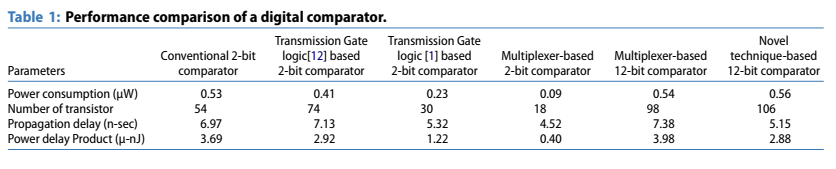 Table 1: Performance comparison of a digital comparator.
Transmission Gate Transmission Gate Novel
Conventional 2-bit logic[12] based logic [1] based Multiplexer-based Multiplexer-based technique-based
Parameters comparator 2-bit comparator 2-bit comparator 2-bit comparator 12-bit comparator 12-bit comparator
Power consumption (μW) 0.53 0.41 0.23 0.09 0.54 0.56
Number of transistor 54 74 30 18 98 106
Propagation delay (n-sec) 6.97 7.13 5.32 4.52 7.38 5.15
Power delay Product (μ-nJ) 3.69 2.92 1.22 0.40 3.98 2.88